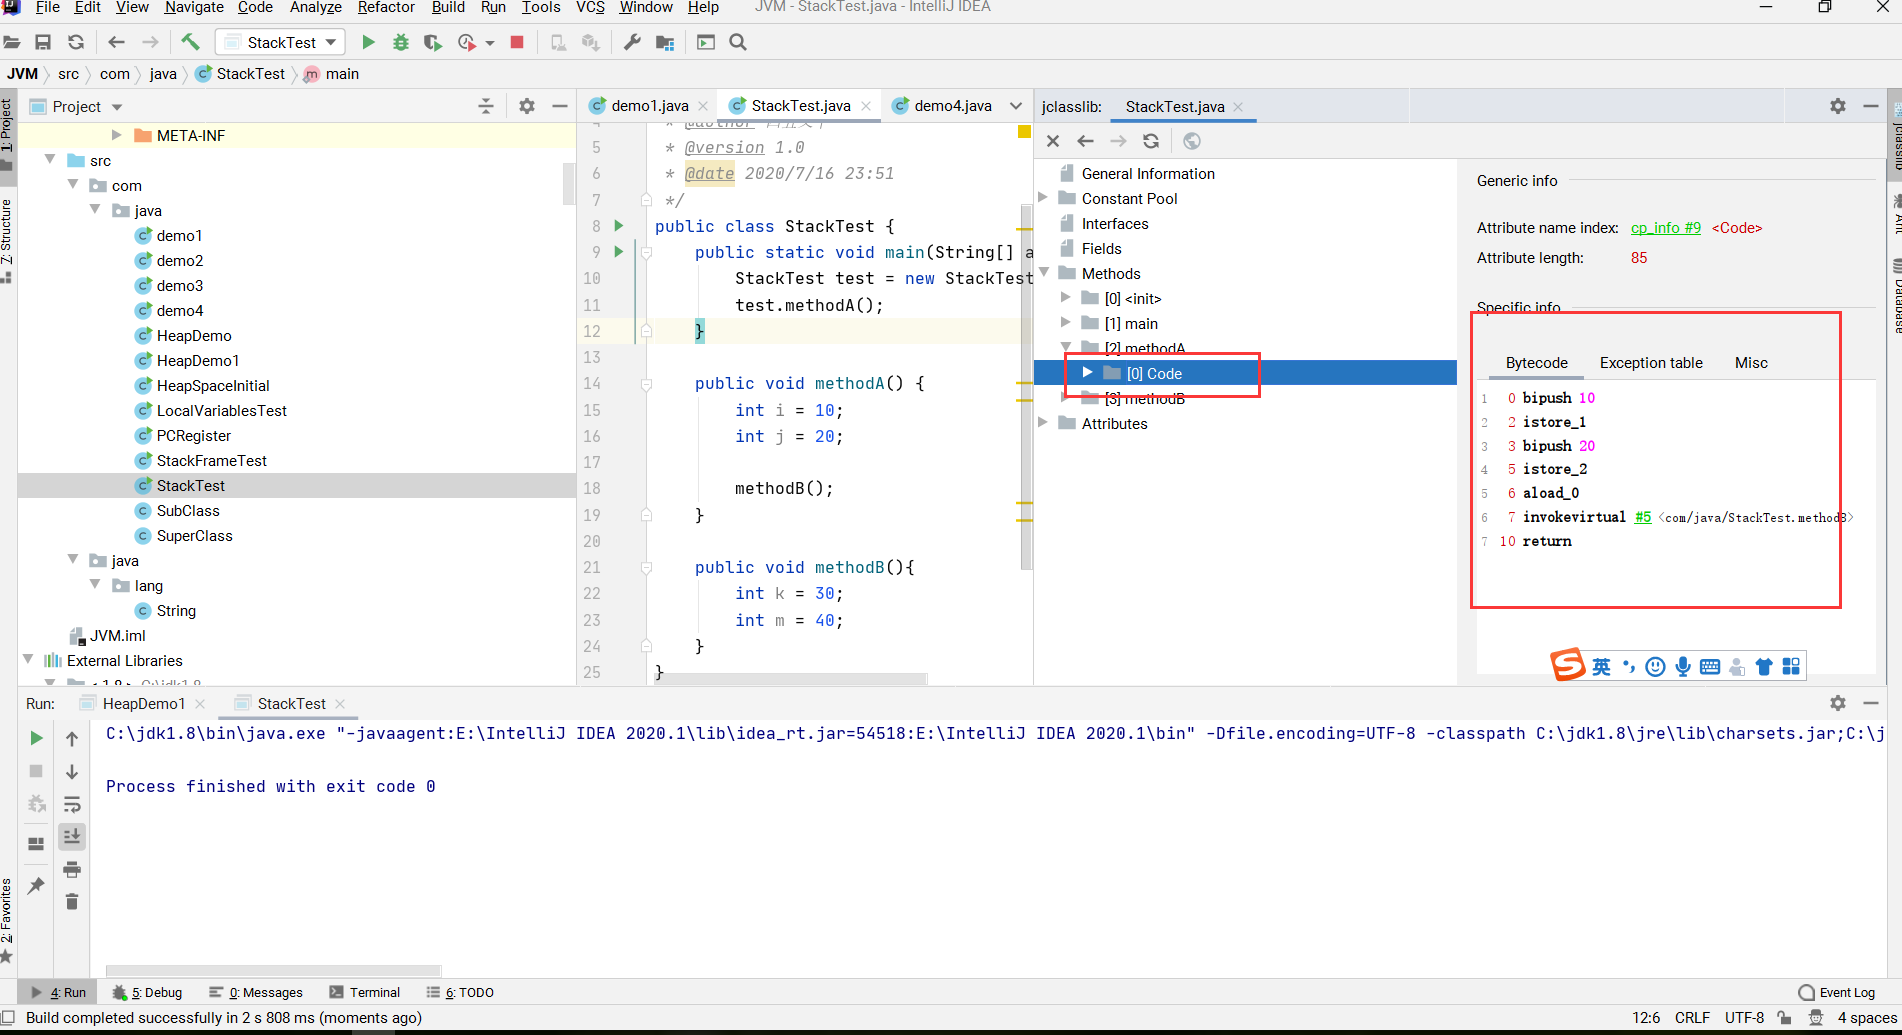 File Edit View Navigate Code Analyze Refactor Build Run Tools VCS Window Help JVM - StackTest.java - IntelliJ IDEA
StackTest
JVM src com java StackTest main
1: Project
7: Structure
2: Favorites
Project
META-INF
src
com
java
demo1
demo2
demo3
demo4
HeapDemo
HeapDemo1
HeapSpaceInitial
LocalVariablesTest
PCRegister
StackFrameTest
StackTest
SubClass
SuperClass
java
lang
String
JVM.iml
External Libraries
demo1.java StackTest.java demo4.java
5 * @version 1.0
6 * @date 2020/7/16 23:51
7 */
8 public class StackTest {
9 public static void main(String[] a
10 StackTest test = new StackTest
11 test.methodA();
12 }
13
14 public void methodA() {
15 int i = 10;
16 int j = 20;
17
18 methodB();
19 }
20
21 public void methodB(){
22 int k = 30;
23 int m = 40;
24 }
25 }
jclasslib: StackTest.java
General Information
Constant Pool
Interfaces
Fields
Methods
[0] <init>
[1] main
[2] methodA
[0] Code
[3] methodB
Attributes
Generic info
Attribute name index: cp_info #9 <Code>
Attribute length: 85
Specific info
Bytecode Exception table Misc
1 0 bipush 10
2 2 istore_1
3 3 bipush 20
4 5 istore_2
5 6 aload_0
6 7 invokevirtual #5 <com/java/StackTest.methodB>
7 10 return
jclasslib
Ant
Database
英
Run: HeapDemo1 StackTest
C:\jdk1.8\bin\java.exe "-javaagent:E:\IntelliJ IDEA 2020.1\lib\idea_rt.jar=54518:E:\IntelliJ IDEA 2020.1\bin" -Dfile.encoding=UTF-8 -classpath C:\jdk1.8\jre\lib\charsets.jar;C:\j
Process finished with exit code 0
4: Run 5: Debug 0: Messages Terminal 6: TODO Event Log
Build completed successfully in 2 s 808 ms (moments ago) 12:6 CRLF UTF-8 4 spaces